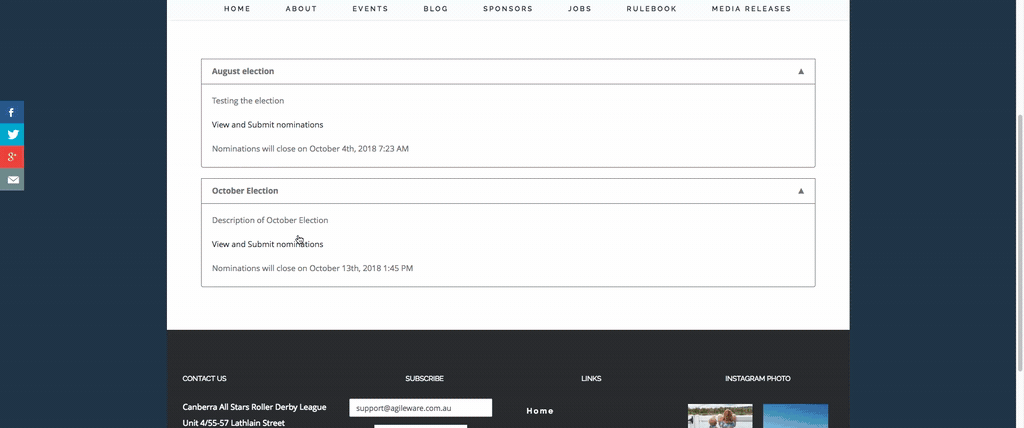 HOME ABOUT EVENTS BLOG SPONSORS JOBS RULEBOOK MEDIA RELEASES
August election ▲
Testing the election
View and Submit nominations
Nominations will close on October 4th, 2018 7:23 AM
October Election ▲
Description of October Election
View and Submit nominations
Nominations will close on October 13th, 2018 1:45 PM
CONTACT US SUBSCRIBE LINKS INSTAGRAM PHOTO
Canberra All Stars Roller Derby League
Unit 4/55-57 Lathlain Street
support@agileware.com.au
Home